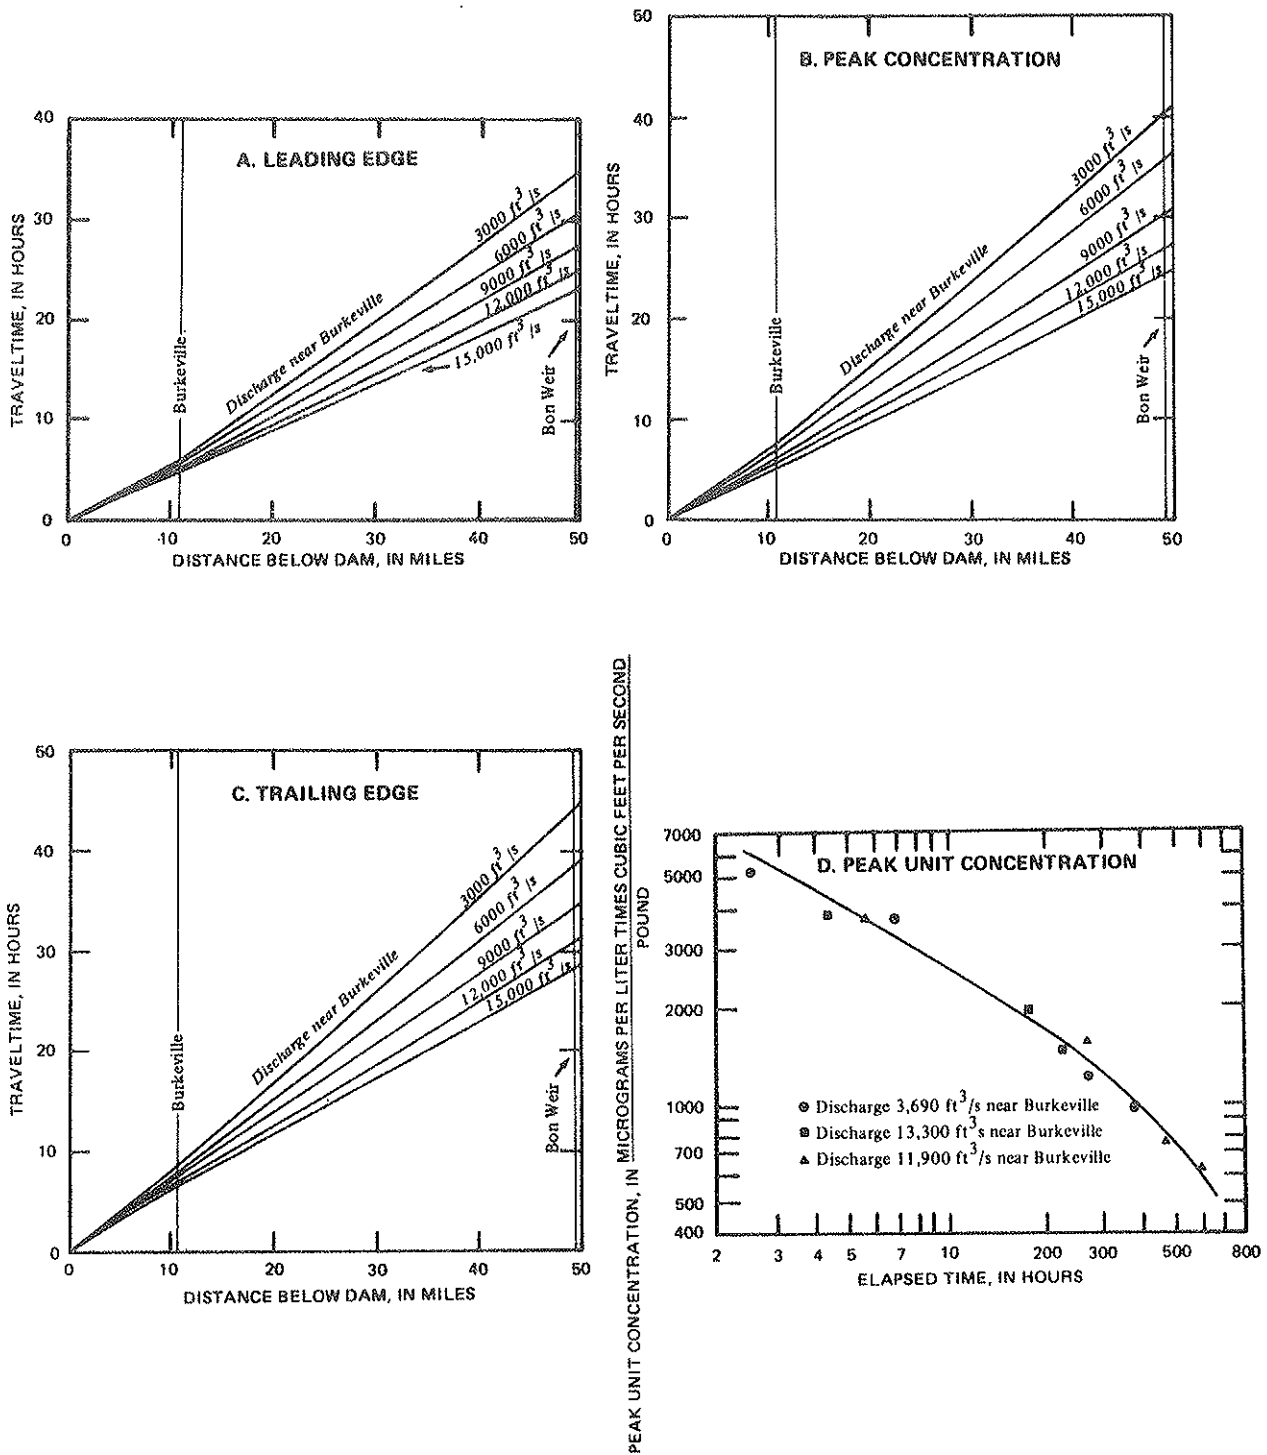 A. LEADING EDGE
TRAVELTIME, IN HOURS
40
30
20
10
0
Burkeville
Discharge near Burkeville
3000 ft³/s
6000 ft³/s
9000 ft³/s
12,000 ft³/s
15,000 ft³/s
Bon Weir
0 10 20 30 40 50
DISTANCE BELOW DAM, IN MILES
B. PEAK CONCENTRATION
TRAVELTIME, IN HOURS
50
40
30
20
10
0
Burkeville
Discharge near Burkeville
3000 ft³/s
6000 ft³/s
9000 ft³/s
12,000 ft³/s
15,000 ft³/s
Bon Weir
0 10 20 30 40 50
DISTANCE BELOW DAM, IN MILES
C. TRAILING EDGE
TRAVELTIME, IN HOURS
50
40
30
20
10
0
Burkeville
Discharge near Burkeville
3000 ft³/s
6000 ft³/s
9000 ft³/s
12,000 ft³/s
15,000 ft³/s
Bon Weir
0 10 20 30 40 50
DISTANCE BELOW DAM, IN MILES
D. PEAK UNIT CONCENTRATION
PEAK UNIT CONCENTRATION, IN MICROGRAMS PER LITER TIMES CUBIC FEET PER SECOND
POUND
7000
5000
3000
2000
1000
700
500
400
Discharge 3,690 ft³/s near Burkeville
Discharge 13,300 ft³s near Burkeville
Discharge 11,900 ft³/s near Burkeville
2 3 4 5 7 10 200 300 500 800
ELAPSED TIME, IN HOURS